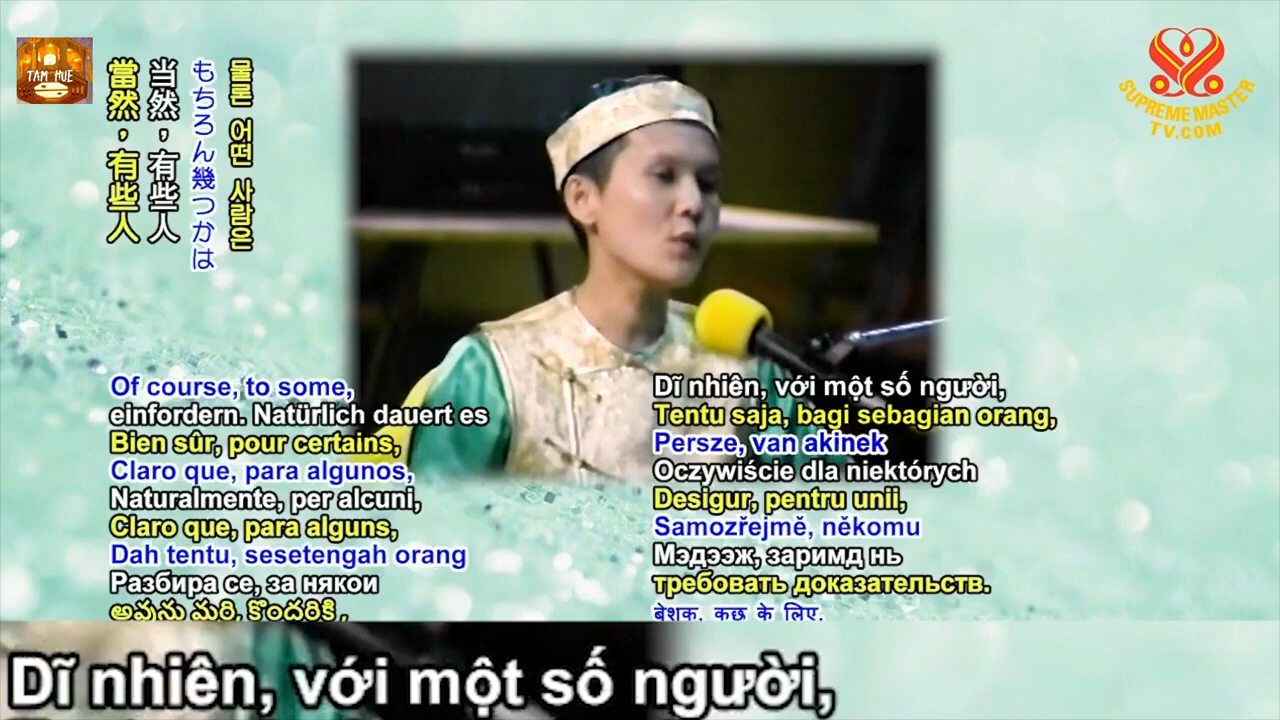 TAM HUE
當然，有些人
当然，有些人
もちろん幾つかは
물론 어떤 사람은
SUPREME MASTER
TV.COM
Of course, to some,
einfordern. Natürlich dauert es
Bien sûr, pour certains,
Claro que, para algunos,
Naturalmente, per alcuni,
Claro que, para alguns,
Dah tentu, sesetengah orang
Разбира се, за някои
అవును మరి, కొందరికి,
Dĩ nhiên, với một số người,
Tentu saja, bagi sebagian orang,
Persze, van akinek
Oczywiście dla niektórych
Desigur, pentru unii,
Samozřejmě, někomu
Мэдээж, заримд нь
требовать доказательств.
बेशक, कुछ के लिए,
Dĩ nhiên, với một số người,